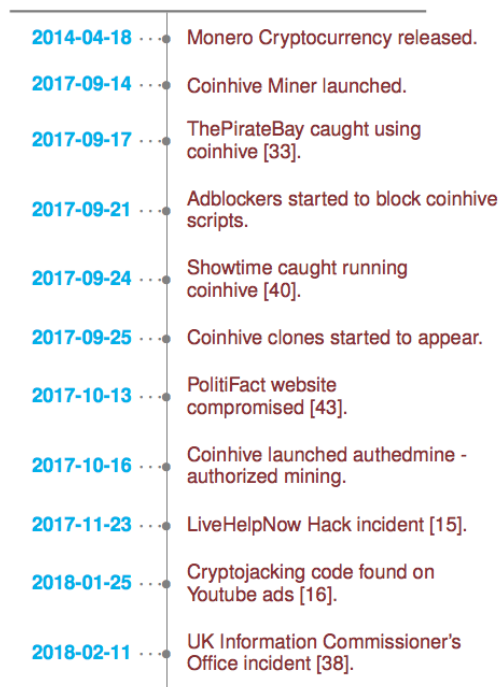 2014-04-18 Monero Cryptocurrency released.
2017-09-14 Coinhive Miner launched.
2017-09-17 ThePirateBay caught using
coinhive [33].
2017-09-21 Adblockers started to block coinhive
scripts.
2017-09-24 Showtime caught running
coinhive [40].
2017-09-25 Coinhive clones started to appear.
2017-10-13 PolitiFact website
compromised [43].
2017-10-16 Coinhive launched authedmine -
authorized mining.
2017-11-23 LiveHelpNow Hack incident [15].
2018-01-25 Cryptojacking code found on
Youtube ads [16].
2018-02-11 UK Information Commissioner's
Office incident [38].